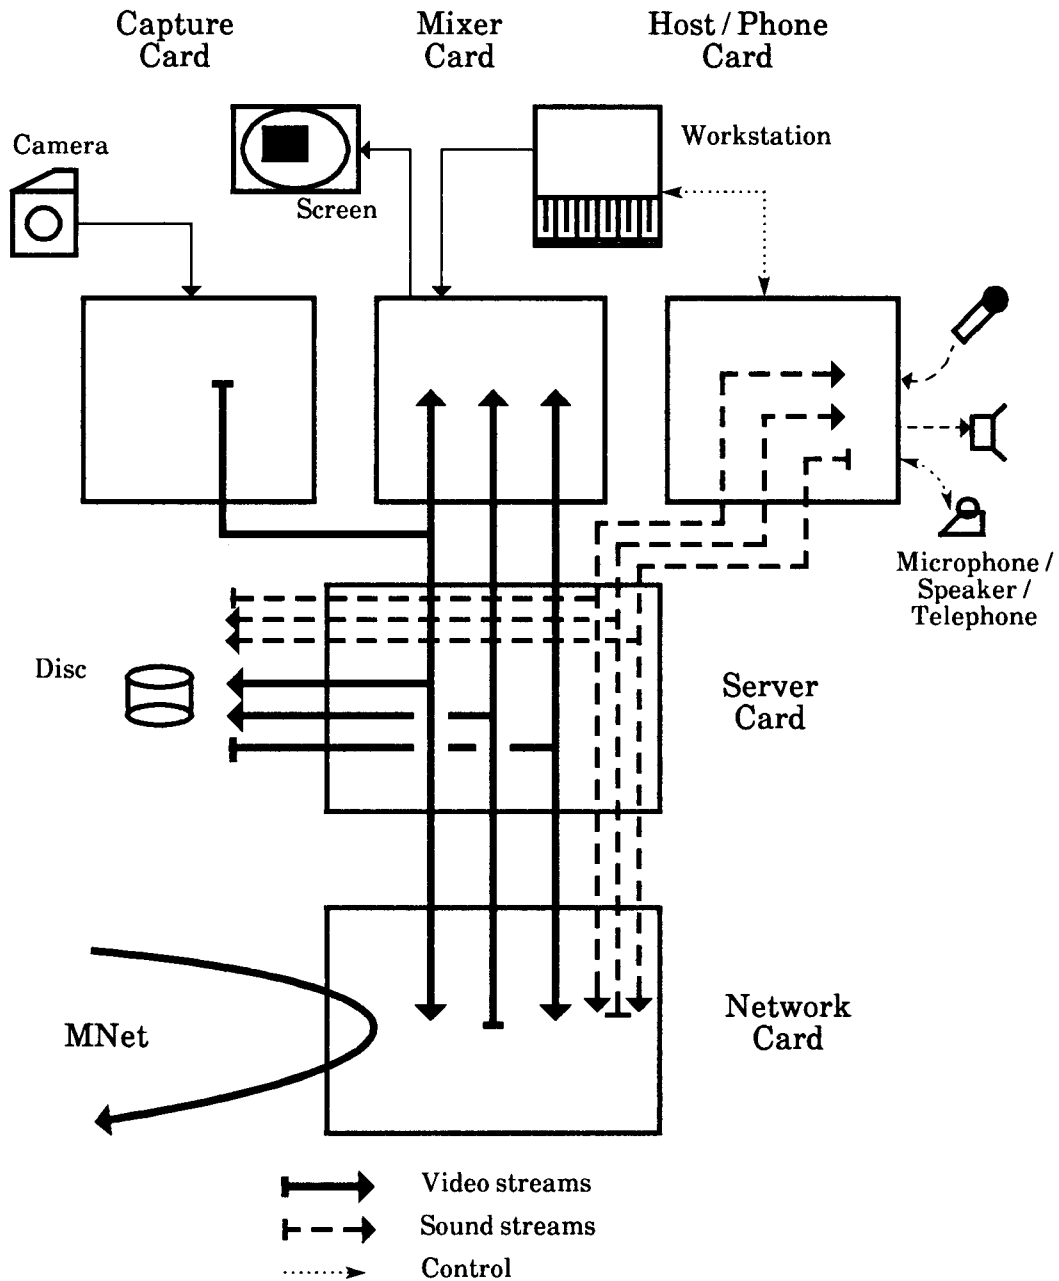 Capture
Card
Mixer
Card
Host / Phone
Card
Camera
Screen
Workstation
Microphone /
Speaker /
Telephone
Disc
Server
Card
MNet
Network
Card
Video streams
Sound streams
Control